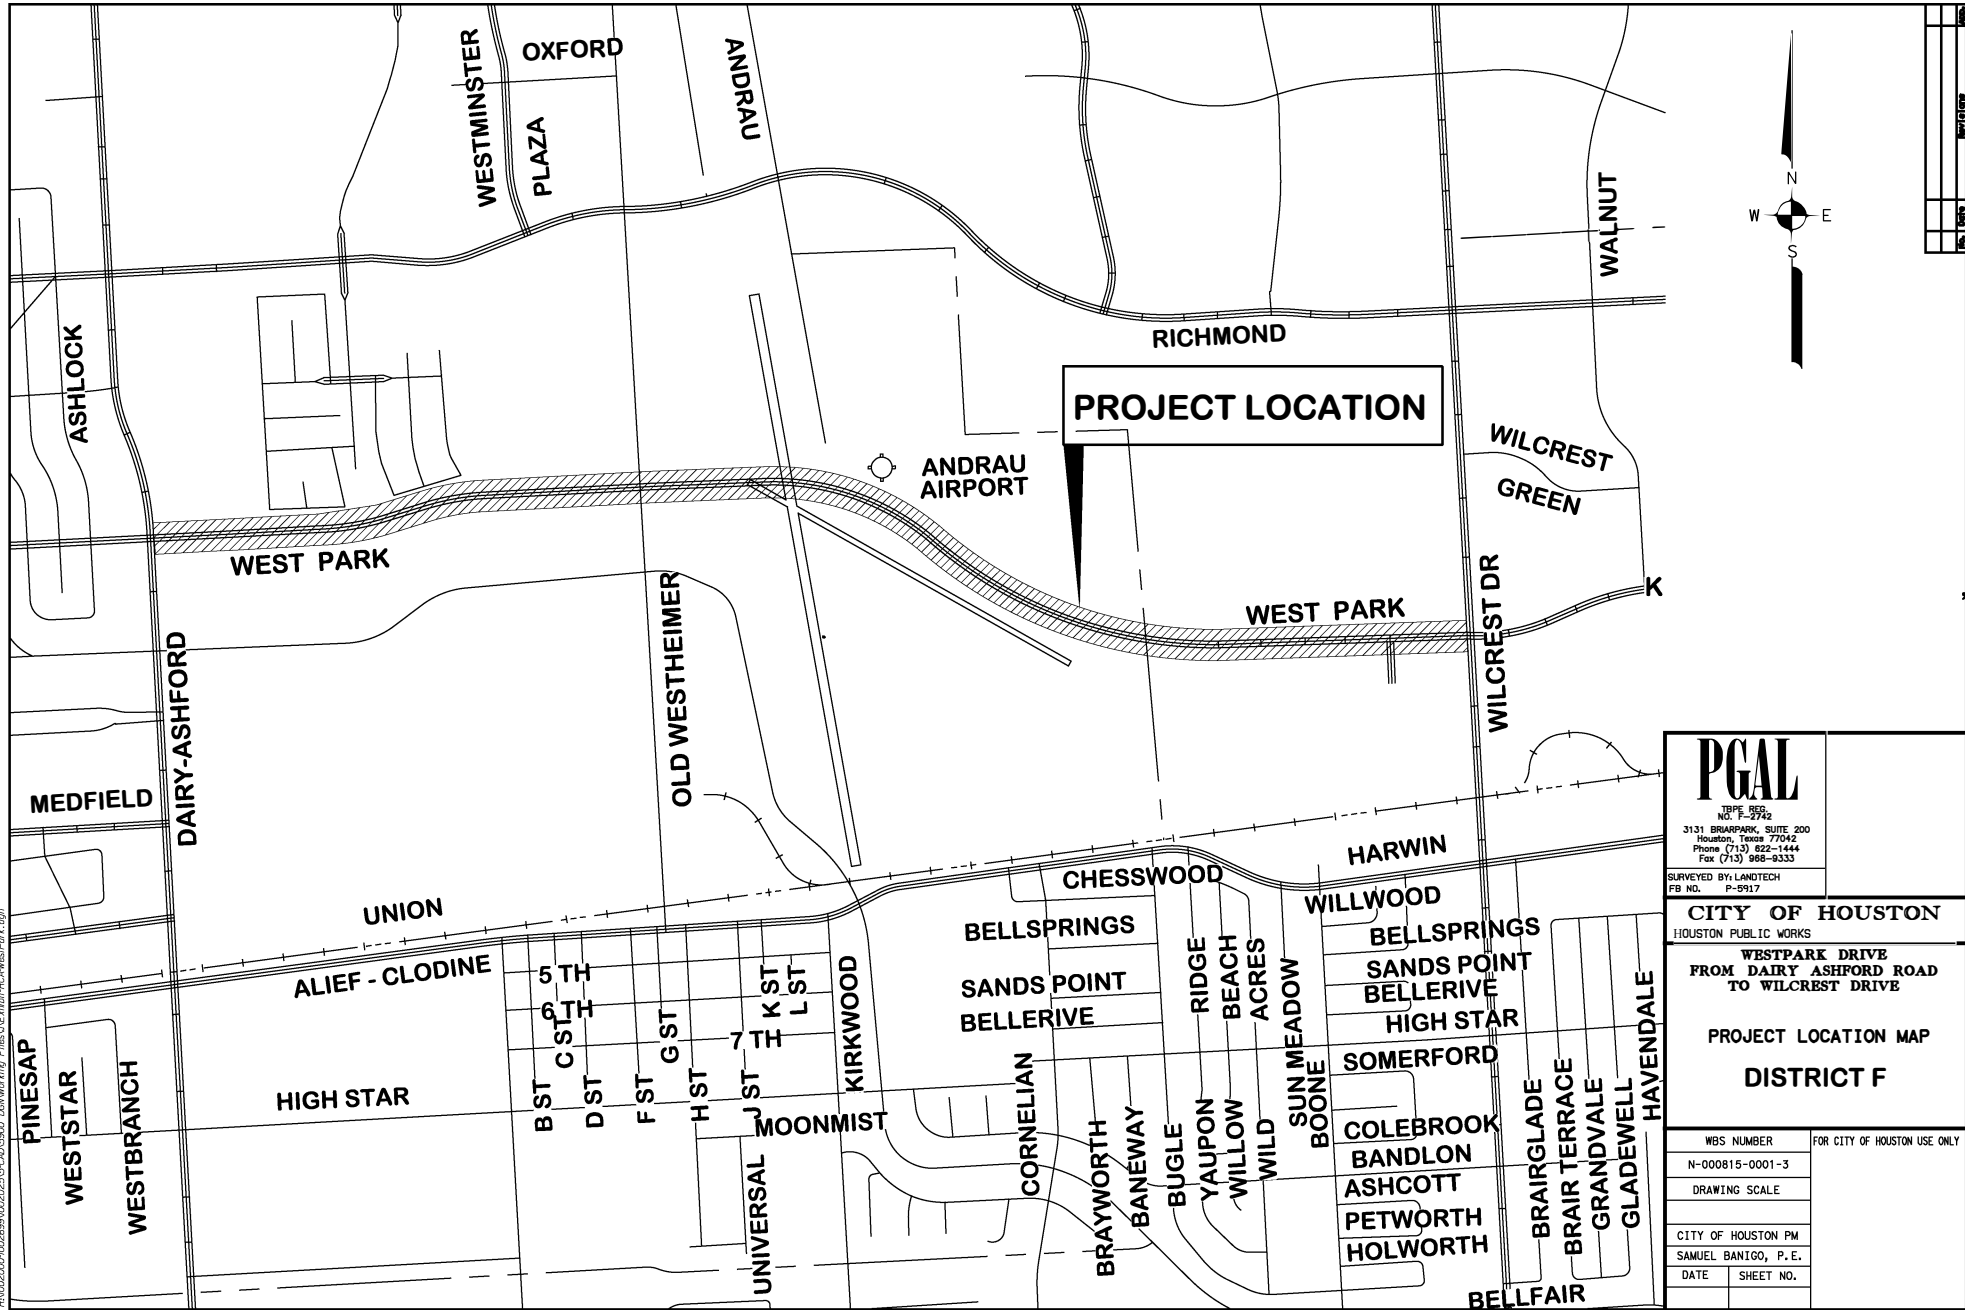 OXFORD
WESTMINSTER
PLAZA
ANDRAU
WALNUT
N
W
E
S
Revisions
No.
Date
ASHLOCK
RICHMOND
PROJECT LOCATION
WILCREST
GREEN
ANDRAU
AIRPORT
WEST PARK
WEST PARK
K
DAIRY-ASHFORD
OLD WESTHEIMER
WILCREST DR
MEDFIELD
UNION
ALIEF - CLODINE
HARWIN
CHESSWOOD
WILLWOOD
BELLSPRINGS
BELLSPRINGS
SANDS POINT
SANDS POINT
BELLERIVE
BELLERIVE
HIGH STAR
5 TH
6 TH
7 TH
K ST
L ST
C ST
G ST
B ST
D ST
F ST
H ST
J ST
KIRKWOOD
RIDGE
BEACH
ACRES
SUN MEADOW
BOONE
SOMERFORD
HAVENDALE
PINESAP
WESTSTAR
WESTBRANCH
HIGH STAR
MOONMIST
UNIVERSAL
CORNELIAN
BRAYWORTH
BANEWAY
BUGLE
YAUPON
WILLOW
WILD
COLEBROOK
BANDLON
ASHCOTT
PETWORTH
HOLWORTH
BRAIRGLADE
BRAIR TERRACE
GRANDVALE
GLADEWELL
BELLFAIR
PGAL
TBPE REG.
NO. F-2742
3131 BRIARPARK, SUITE 200
Houston, Texas 77042
Phone (713) 622-1444
Fax (713) 968-9333
SURVEYED BY: LANDTECH
FB NO. P-5917
CITY OF HOUSTON
HOUSTON PUBLIC WORKS
WESTPARK DRIVE
FROM DAIRY ASHFORD ROAD
TO WILCREST DRIVE
PROJECT LOCATION MAP
DISTRICT F
WBS NUMBER
FOR CITY OF HOUSTON USE ONLY
N-000815-0001-3
DRAWING SCALE
CITY OF HOUSTON PM
SAMUEL BANIGO, P.E.
DATE
SHEET NO.